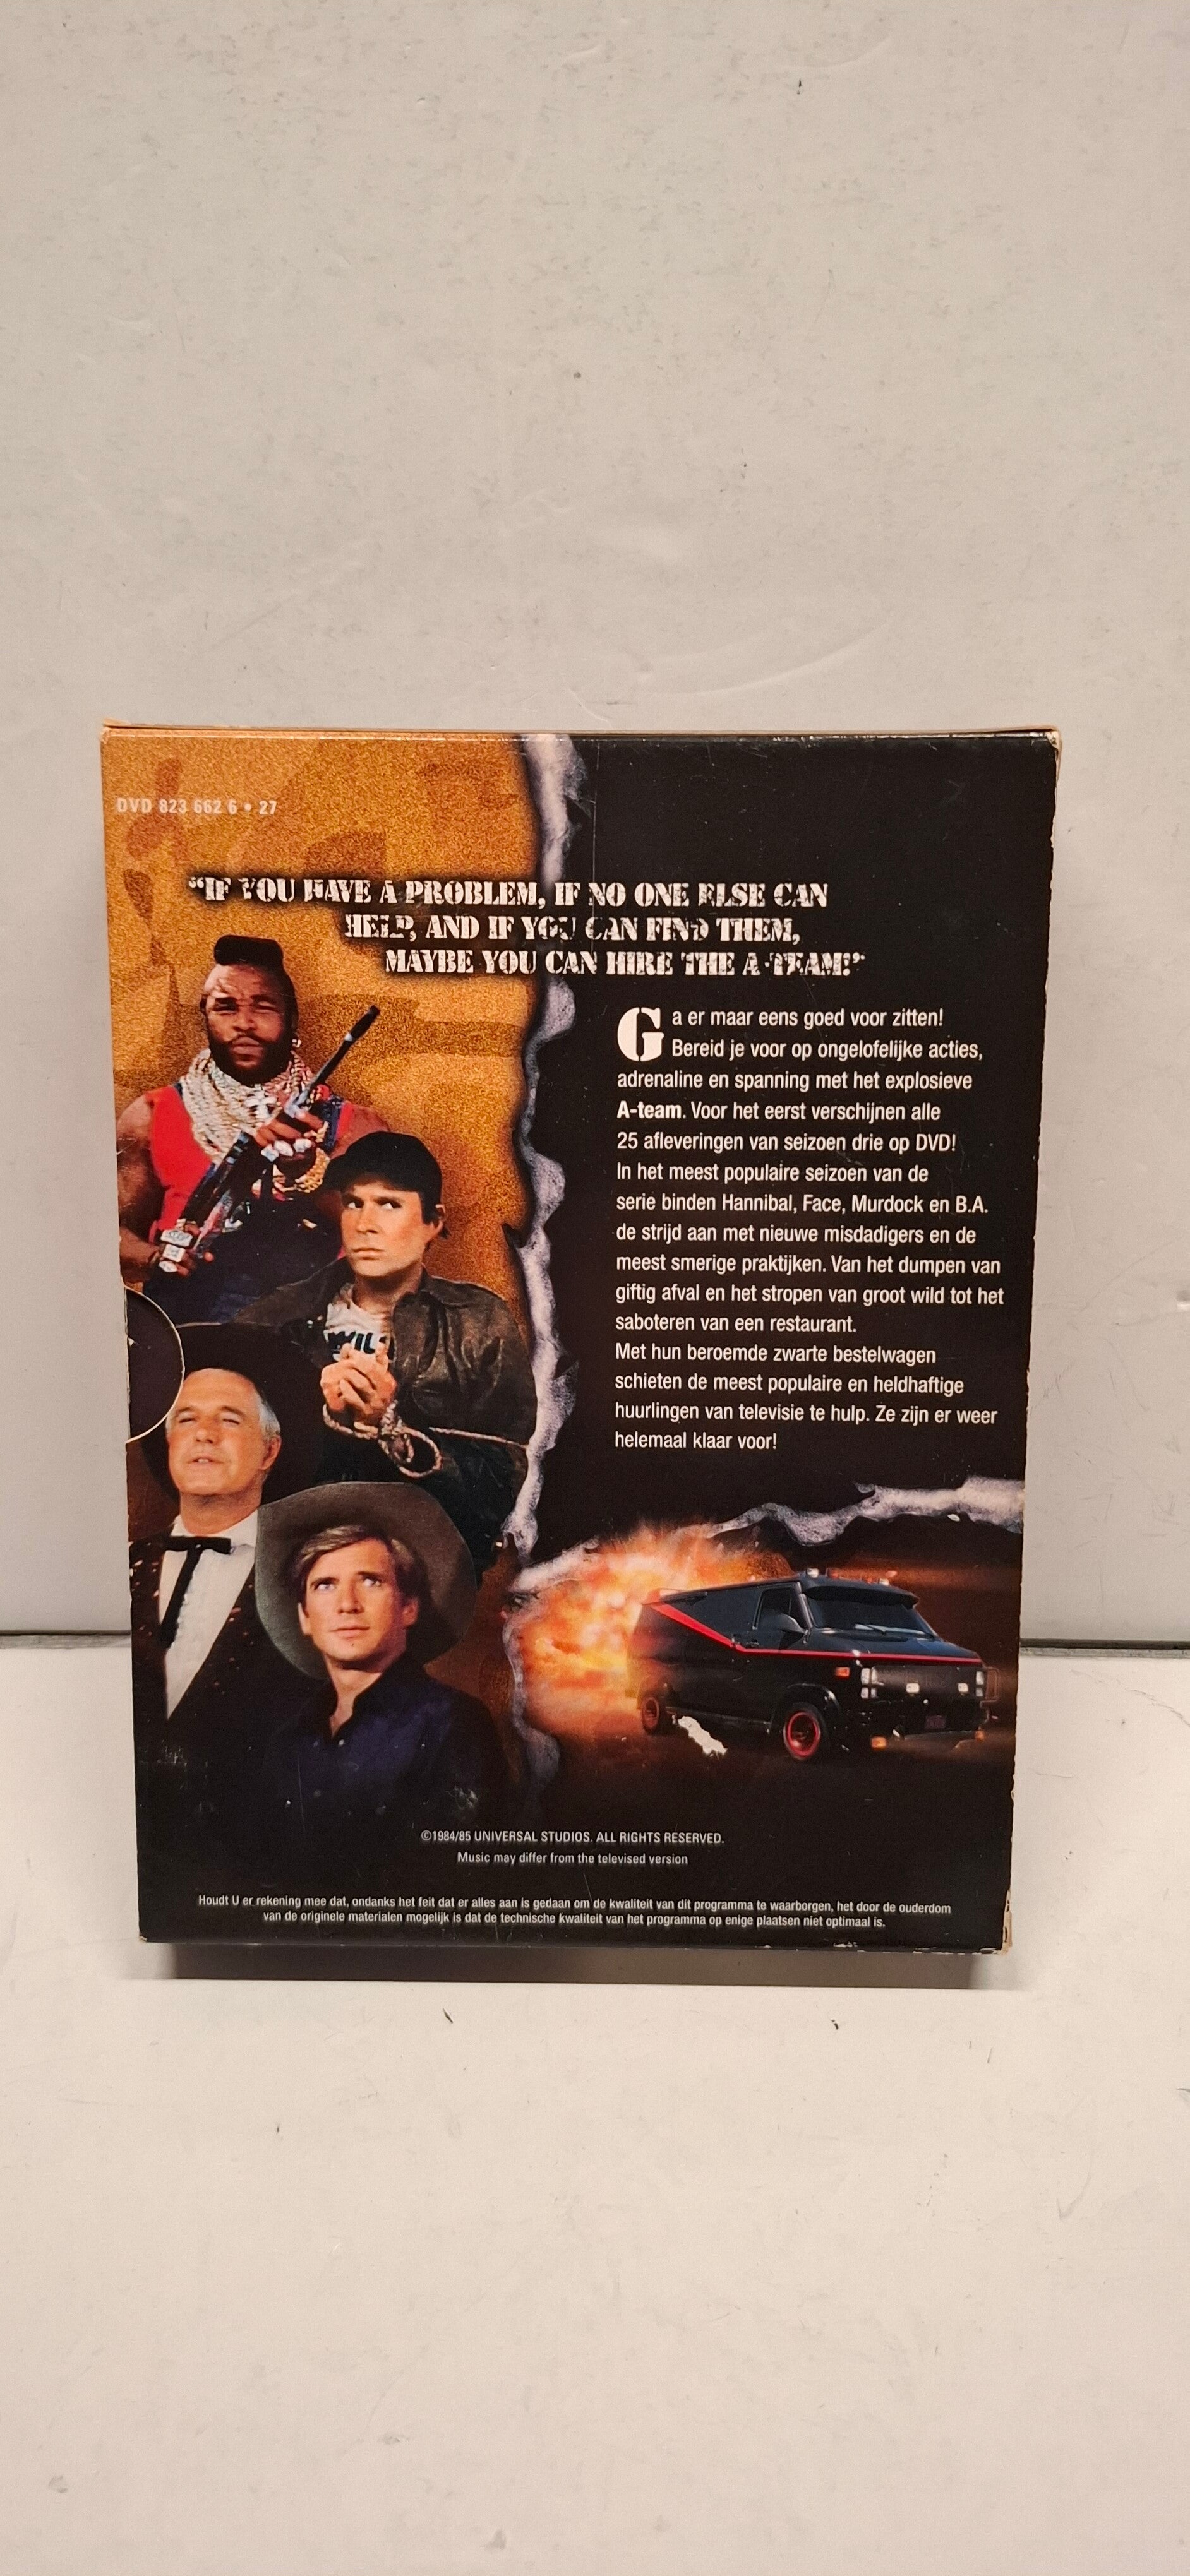 DVD 823 662 6 • 27
“IF YOU HAVE A PROBLEM, IF NO ONE ELSE CAN
HELP, AND IF YOU CAN FIND THEM,
MAYBE YOU CAN HIRE THE A-TEAM!”
Ga er maar eens goed voor zitten!
Bereid je voor op ongelofelijke acties,
adrenaline en spanning met het explosieve
A-team. Voor het eerst verschijnen alle
25 afleveringen van seizoen drie op DVD!
In het meest populaire seizoen van de
serie binden Hannibal, Face, Murdock en B.A.
de strijd aan met nieuwe misdadigers en de
meest smerige praktijken. Van het dumpen van
giftig afval en het stropen van groot wild tot het
saboteren van een restaurant.
Met hun beroemde zwarte bestelwagen
schieten de meest populaire en heldhaftige
huurlingen van televisie te hulp. Ze zijn er weer
helemaal klaar voor!
©1984/85 UNIVERSAL STUDIOS. ALL RIGHTS RESERVED.
Music may differ from the televised version
Houdt U er rekening mee dat, ondanks het feit dat er alles aan is gedaan om de kwaliteit van dit programma te waarborgen, het door de ouderdom
van de originele materialen mogelijk is dat de technische kwaliteit van het programma op enige plaatsen niet optimaal is.